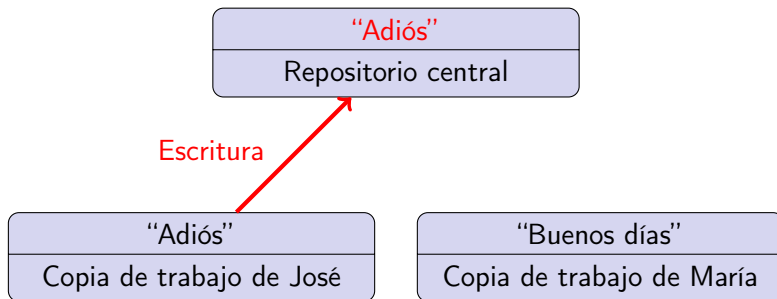 “Adiós”
Repositorio central
Escritura
“Adiós”
Copia de trabajo de José
“Buenos días”
Copia de trabajo de María